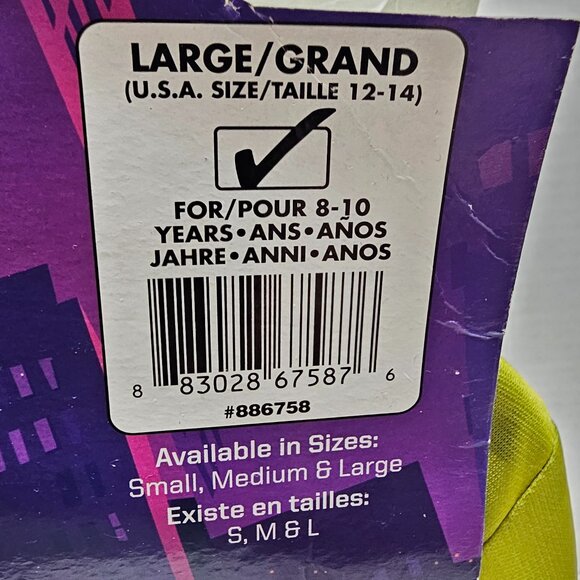 LARGE/GRAND
(U.S.A. SIZE/TAILLE 12-14)
FOR/POUR 8-10
YEARS•ANS•AÑOS
JAHRE•ANNI•ANOS
8 83028 67587 6
#886758
Available in Sizes:
Small, Medium & Large
Existe en tailles:
S, M & L